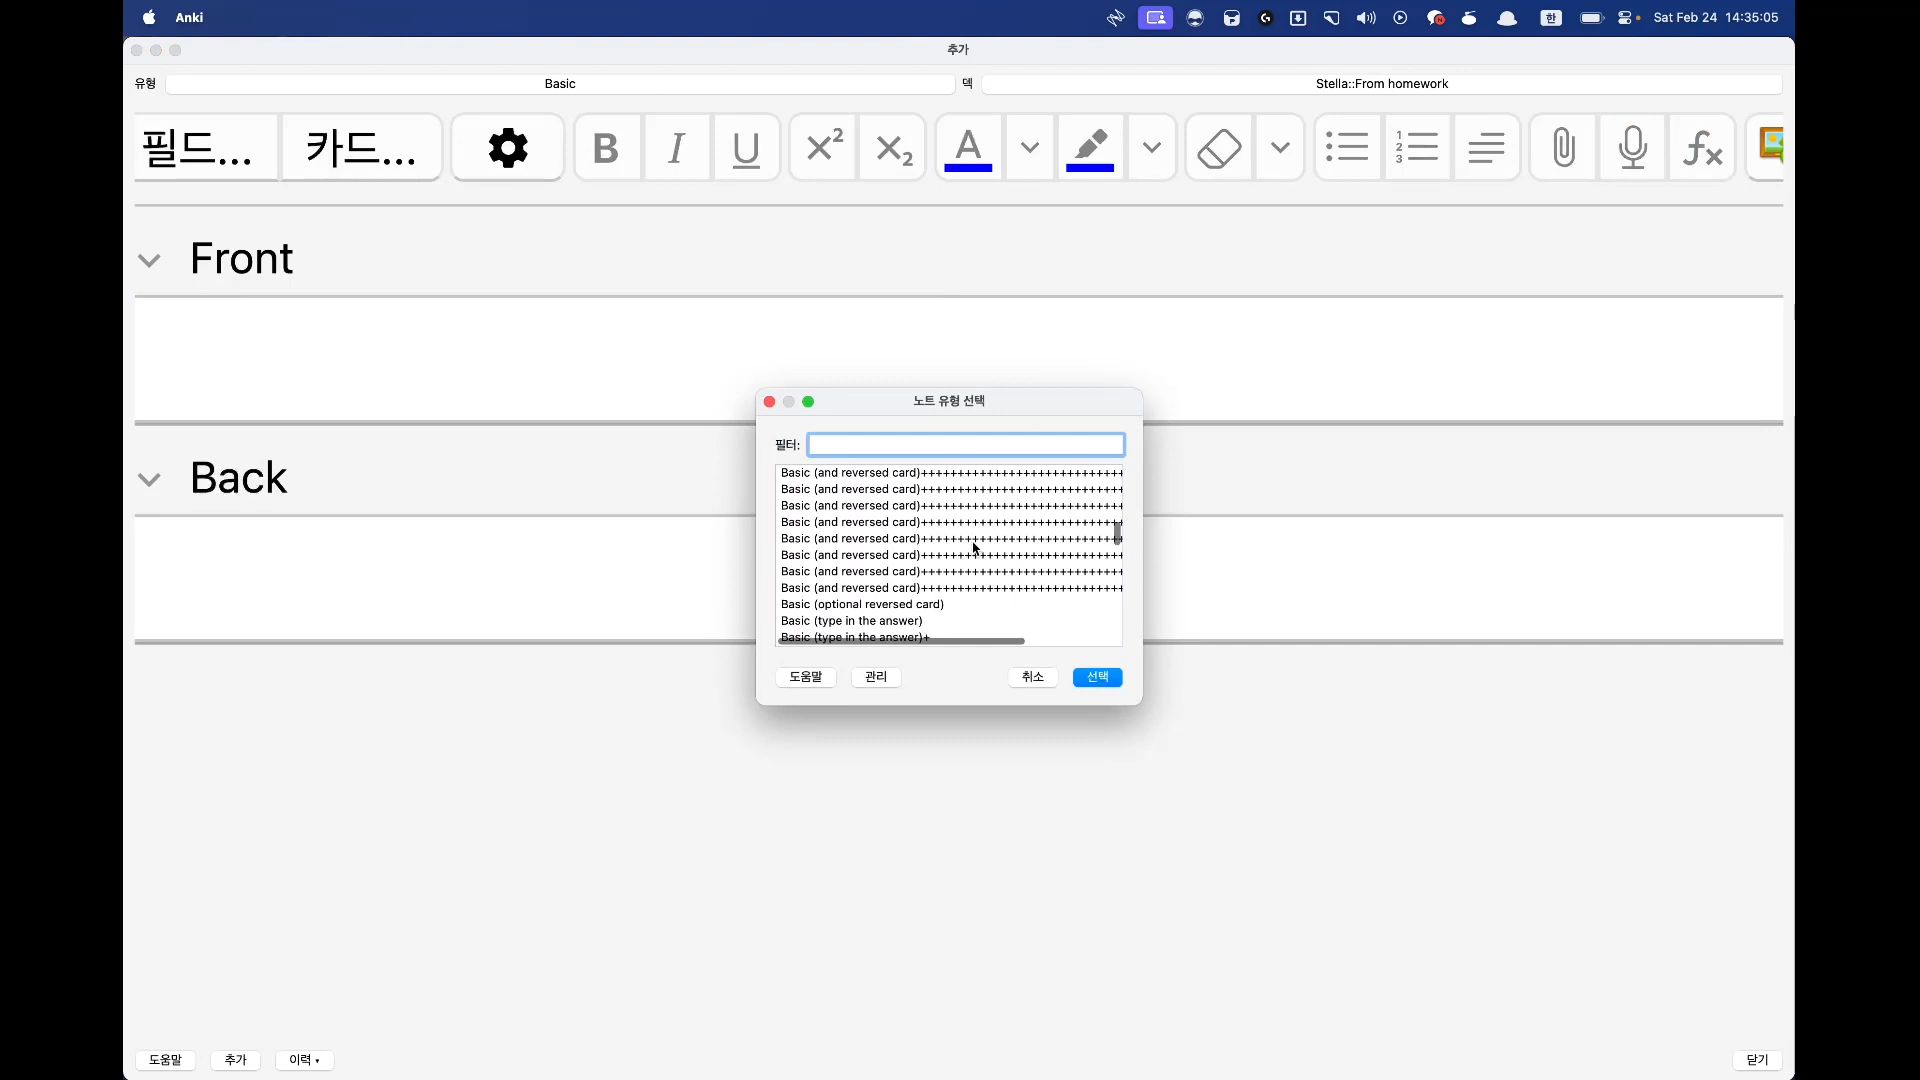 Anki
한
Sat Feb 24 14:35:05
추가
유형
Basic
덱
Stella::From homework
필드...
카드...
B I U X² X₂ A
fx
Front
Back
노트 유형 선택
필터:
Basic (and reversed card)++++++++++++++++++++++++++++
Basic (and reversed card)++++++++++++++++++++++++++++
Basic (and reversed card)++++++++++++++++++++++++++++
Basic (and reversed card)++++++++++++++++++++++++++++
Basic (and reversed card)++++++++++++++++++++++++++++
Basic (and reversed card)++++++++++++++++++++++++++++
Basic (and reversed card)++++++++++++++++++++++++++++
Basic (and reversed card)++++++++++++++++++++++++++++
Basic (optional reversed card)
Basic (type in the answer)
Basic (type in the answer)+
도움말
관리
취소
선택
도움말
추가
이력
닫기